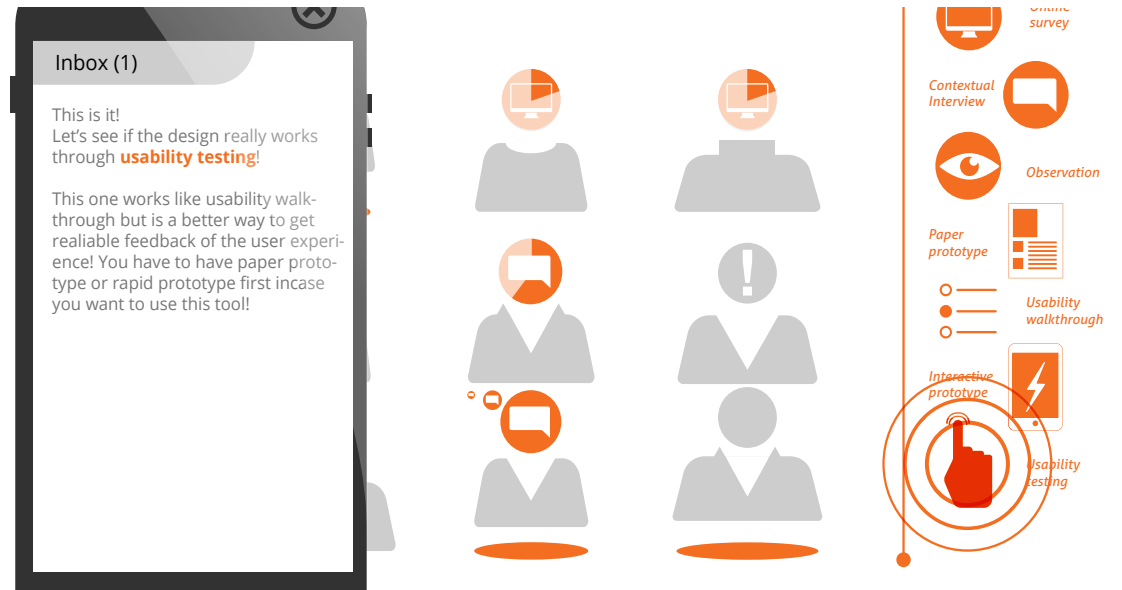 Inbox (1)
This is it!
Let's see if the design really works
through usability testing!
This one works like usability walk-
through but is a better way to get
realiable feedback of the user experi-
ence! You have to have paper proto-
type or rapid prototype first incase
you want to use this tool!
Online
survey
Contextual
Interview
Observation
Paper
prototype
Usability
walkthrough
Interactive
prototype
Usability
testing